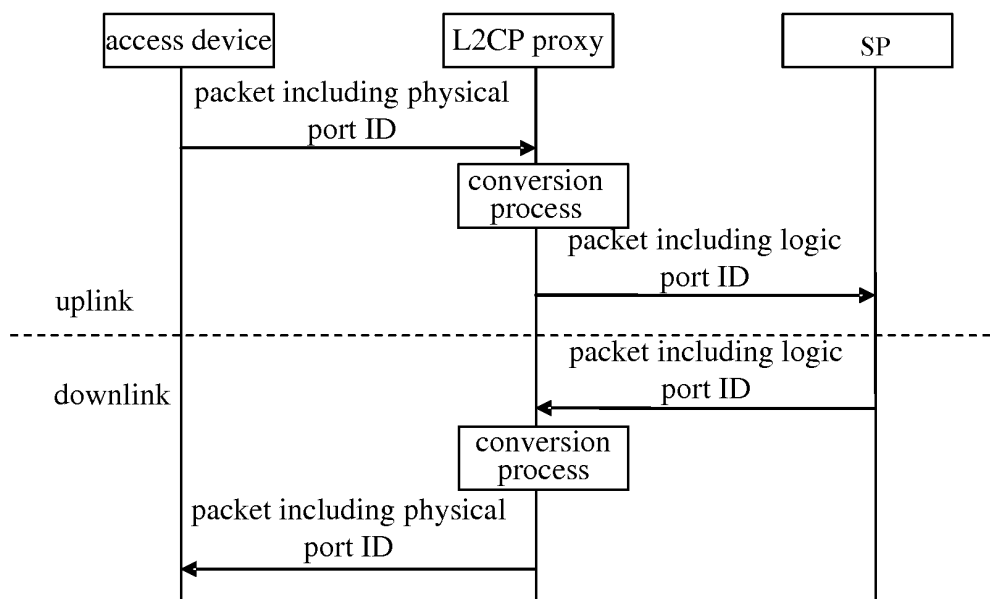 access device
L2CP proxy
SP
packet including physical
port ID
conversion
process
packet including logic
port ID
uplink
packet including logic
port ID
downlink
conversion
process
packet including physical
port ID